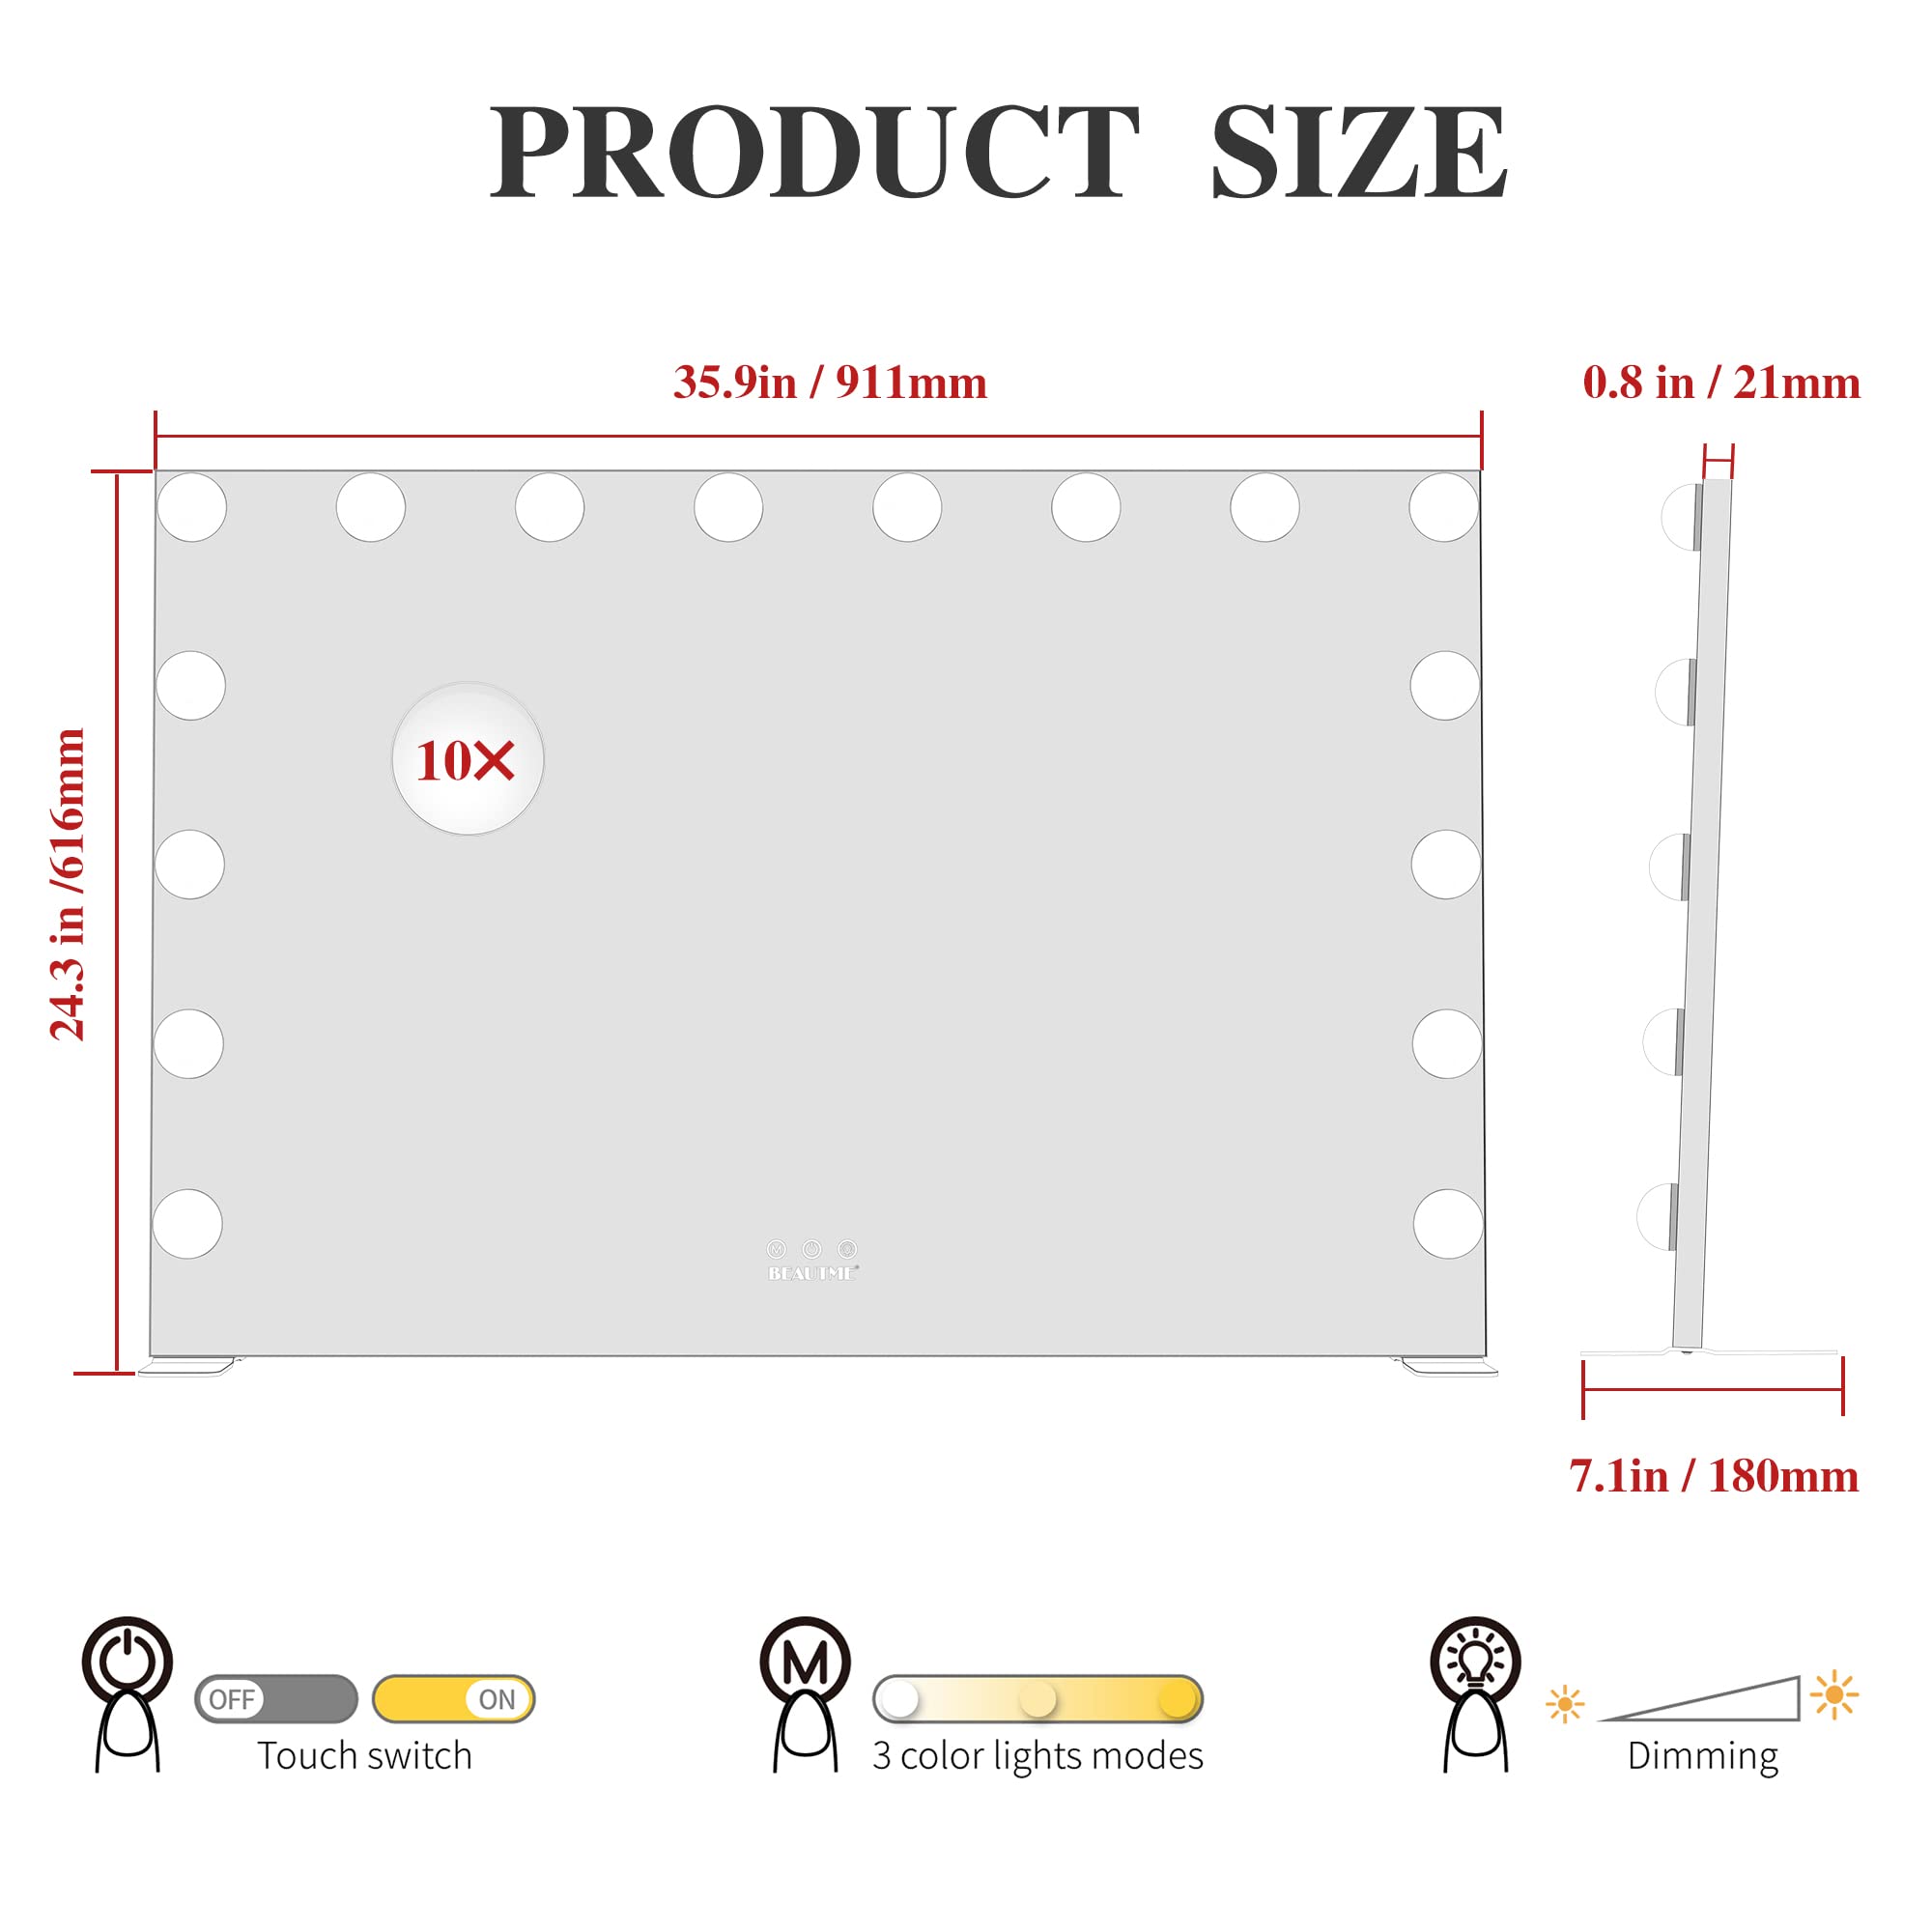 PRODUCT SIZE
35.9in / 911mm
0.8 in / 21mm
24.3 in /616mm
10×
M
BEAUTME®
7.1in / 180mm
OFF
ON
Touch switch
M
3 color lights modes
Dimming